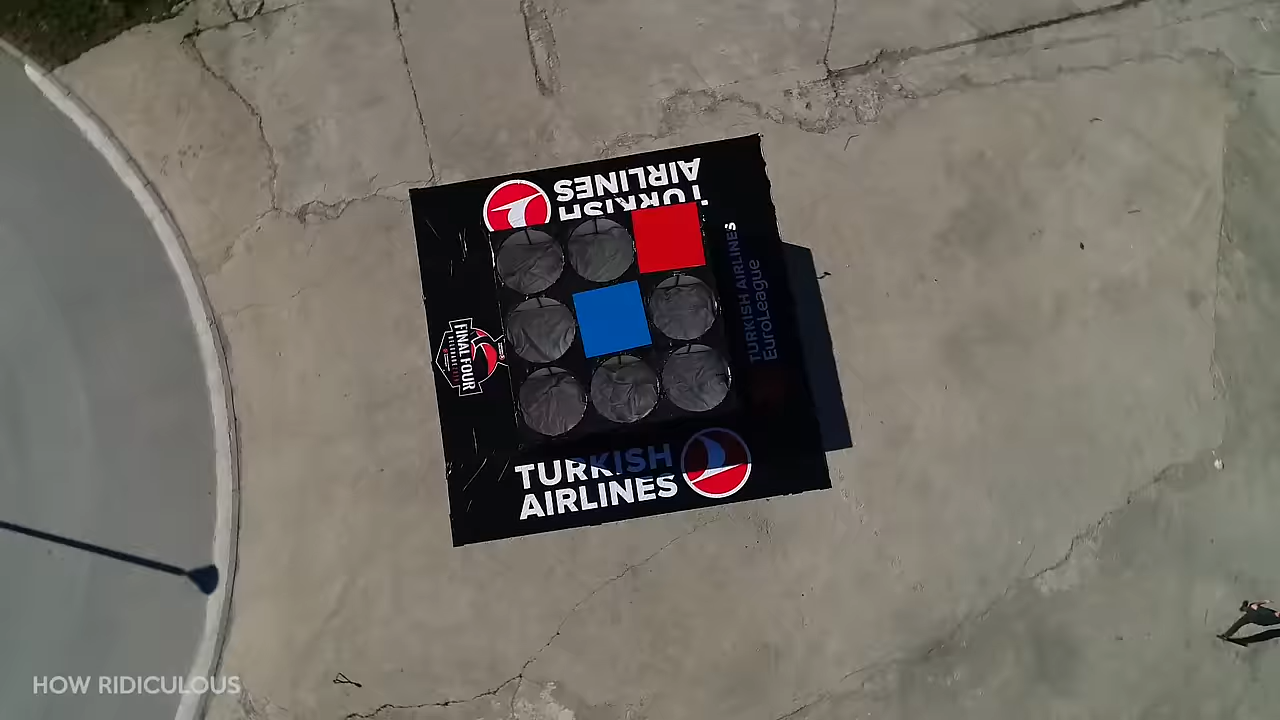 TURKISH
AIRLINES
TURKISH AIRLINES
EuroLeague
FINAL FOUR
TURKISH
AIRLINES
HOW RIDICULOUS